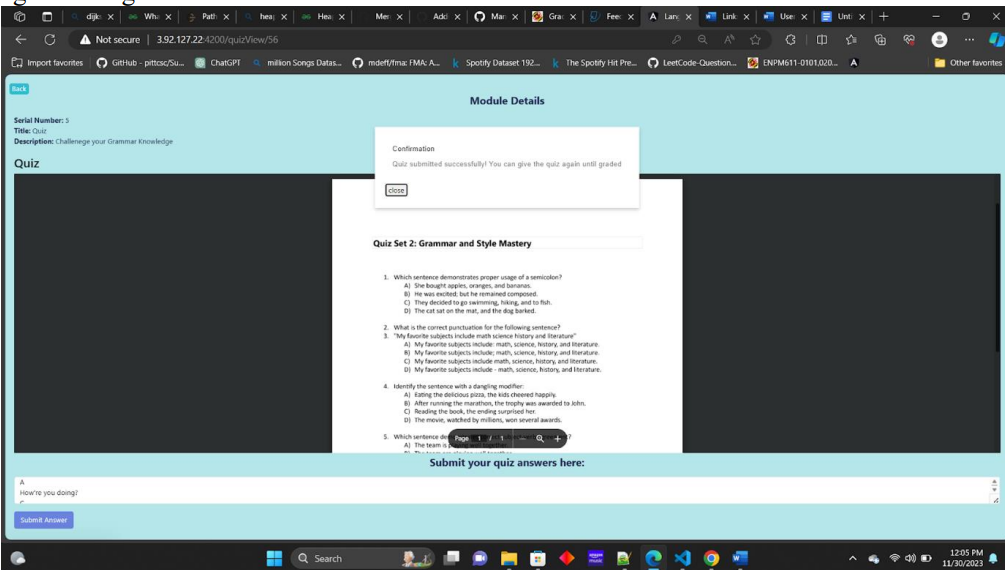 dijks
Wha
Path
heap
Heap
Mer
Addi
Mar
Grac
Fee
Lang
Link
User
Unti
Not secure | 3.92.127.22:4200/quizView/56
Import favorites
GitHub - pittcsc/Su...
ChatGPT
million Songs Datas...
mdeff/fma: FMA: A...
Spotify Dataset 192...
The Spotify Hit Pre...
LeetCode-Question...
ENPM611-0101,020...
Other favorites
Back
Module Details
Serial Number: 5
Title: Quiz
Description: Challenege your Grammar Knowledge
Quiz
Confirmation
Quiz submitted successfully! You can give the quiz again until graded
close
Quiz Set 2: Grammar and Style Mastery
1. Which sentence demonstrates proper usage of a semicolon?
A) She bought apples, oranges, and bananas.
B) He was excited; but he remained composed.
C) They decided to go swimming, hiking, and to fish.
D) The cat sat on the mat, and the dog barked.
2. What is the correct punctuation for the following sentence?
3. "My favorite subjects include math science history and literature"
A) My favorite subjects include: math, science, history, and literature.
B) My favorite subjects include; math, science, history, and literature.
C) My favorite subjects include math, science, history, and literature.
D) My favorite subjects include - math, science, history, and literature.
4. Identify the sentence with a dangling modifier:
A) Eating the delicious pizza, the kids cheered happily.
B) After running the marathon, the trophy was awarded to John.
C) Reading the book, the ending surprised her.
D) The movie, watched by millions, won several awards.
5. Which sentence
A) The team is
Page 1 / 1
Submit your quiz answers here:
A
How're you doing?
Submit Answer
Search
12:05 PM
11/30/2023